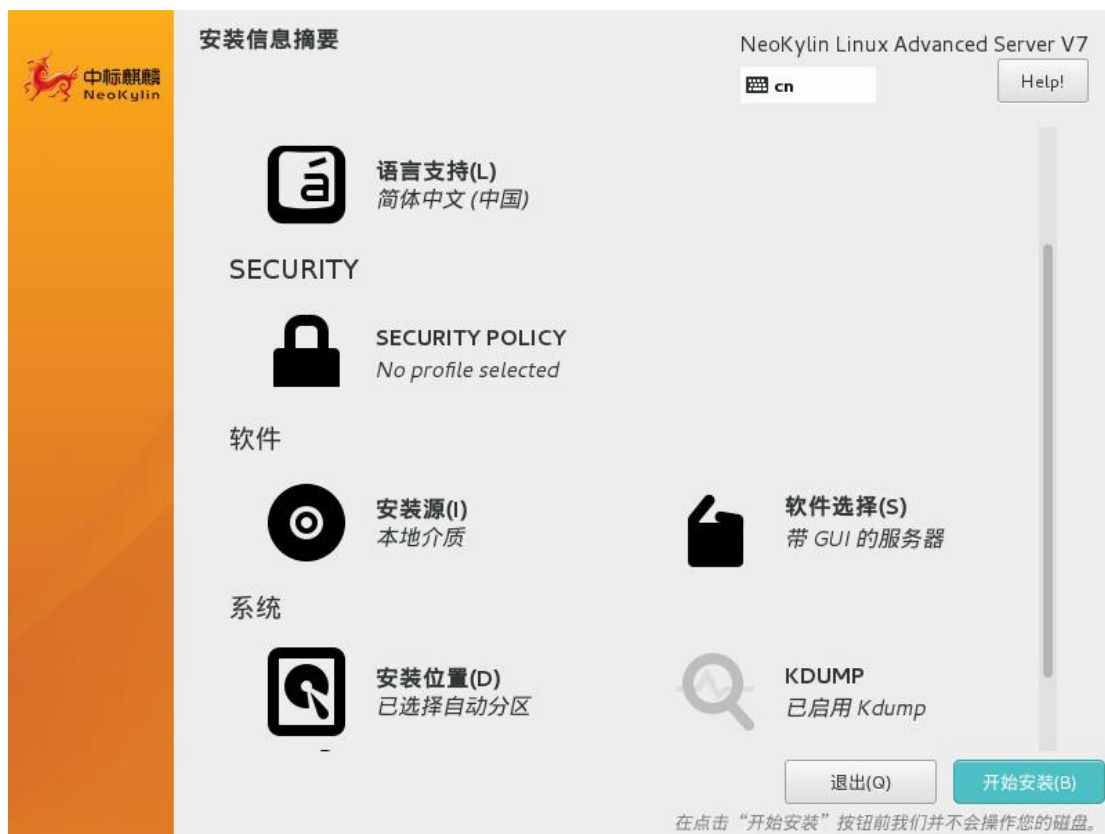 安装信息摘要
NeoKylin Linux Advanced Server V7
中标麒麟
NeoKylin
cn
Help!
á
语言支持(L)
简体中文 (中国)
SECURITY
SECURITY POLICY
No profile selected
软件
安装源(I)
本地介质
软件选择(S)
带 GUI 的服务器
系统
安装位置(D)
已选择自动分区
KDUMP
已启用 Kdump
退出(Q)
开始安装(B)
在点击“开始安装”按钮前我们并不会操作您的磁盘。